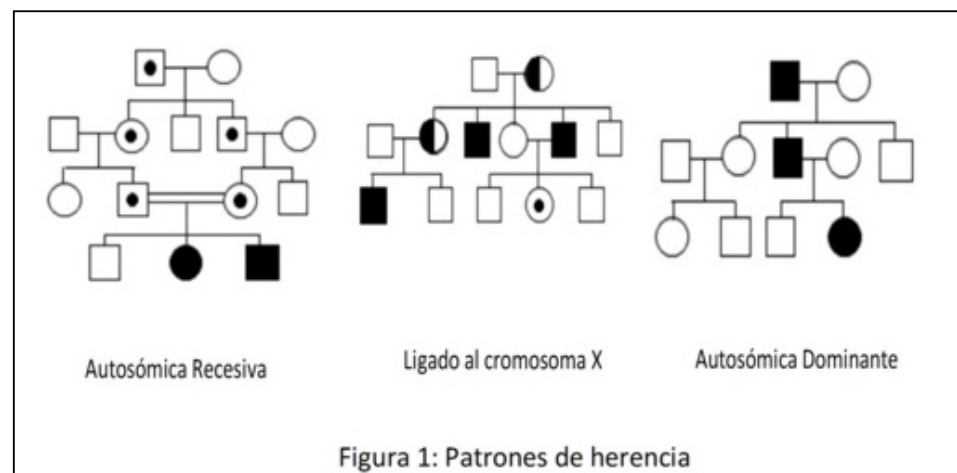 Autosómica Recesiva
Ligado al cromosoma X
Autosómica Dominante
Figura 1: Patrones de herencia